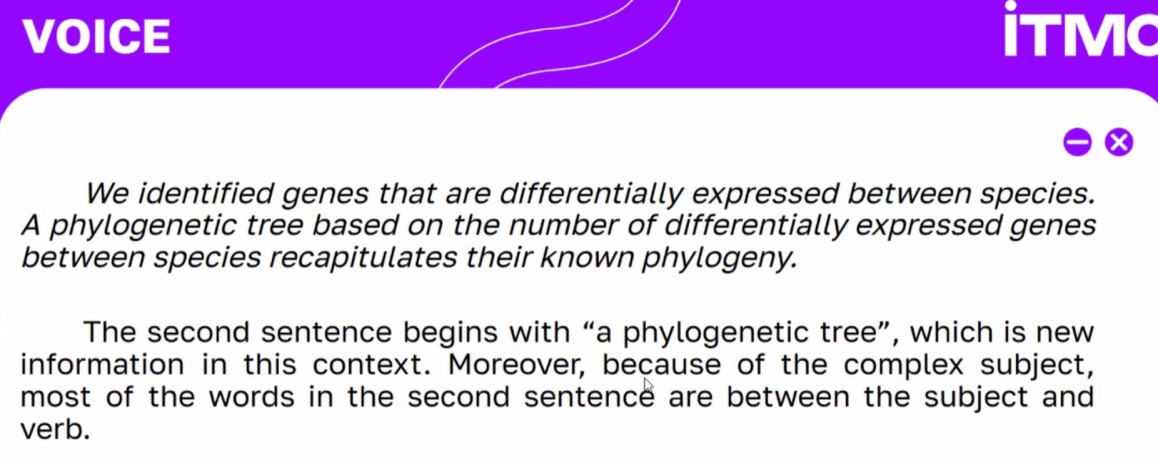 VOICE
iTMO
We identified genes that are differentially expressed between species.
A phylogenetic tree based on the number of differentially expressed genes
between species recapitulates their known phylogeny.
The second sentence begins with “a phylogenetic tree”, which is new
information in this context. Moreover, because of the complex subject,
most of the words in the second sentence are between the subject and
verb.